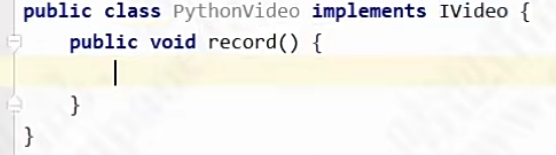 public class PythonVideo implements IVideo {
public void record() {
}
}